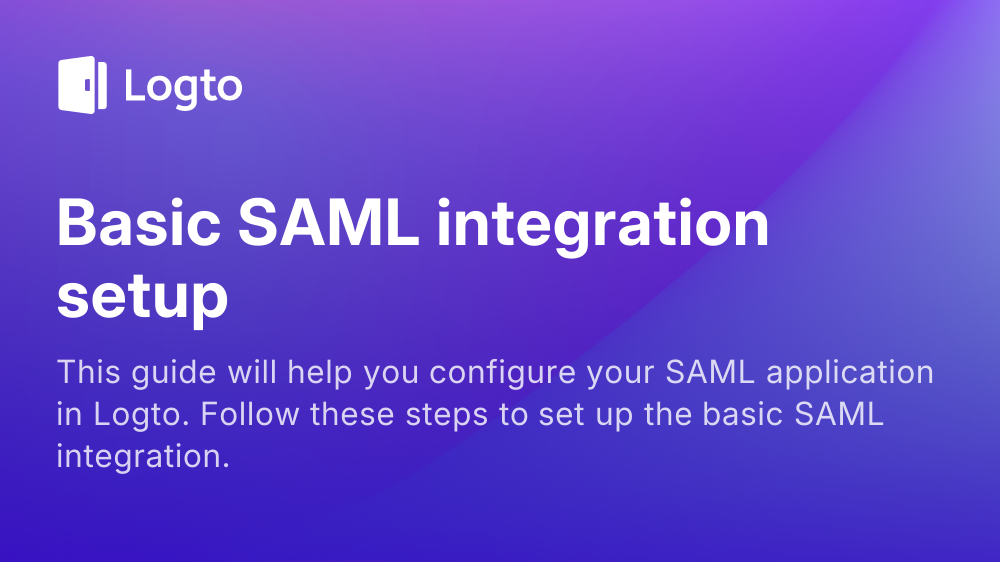 Logto
Basic SAML integration
setup
This guide will help you configure your SAML application
in Logto. Follow these steps to set up the basic SAML
integration.